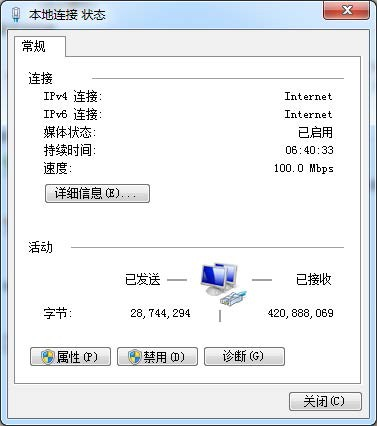 本地连接 状态
常规
连接
IPv4 连接: Internet
IPv6 连接: Internet
媒体状态: 已启用
持续时间: 06:40:33
速度: 100.0 Mbps
详细信息(E)...
活动
已发送 已接收
字节: 28,744,294 420,888,069
属性(P) 禁用(D) 诊断(G)
关闭(C)